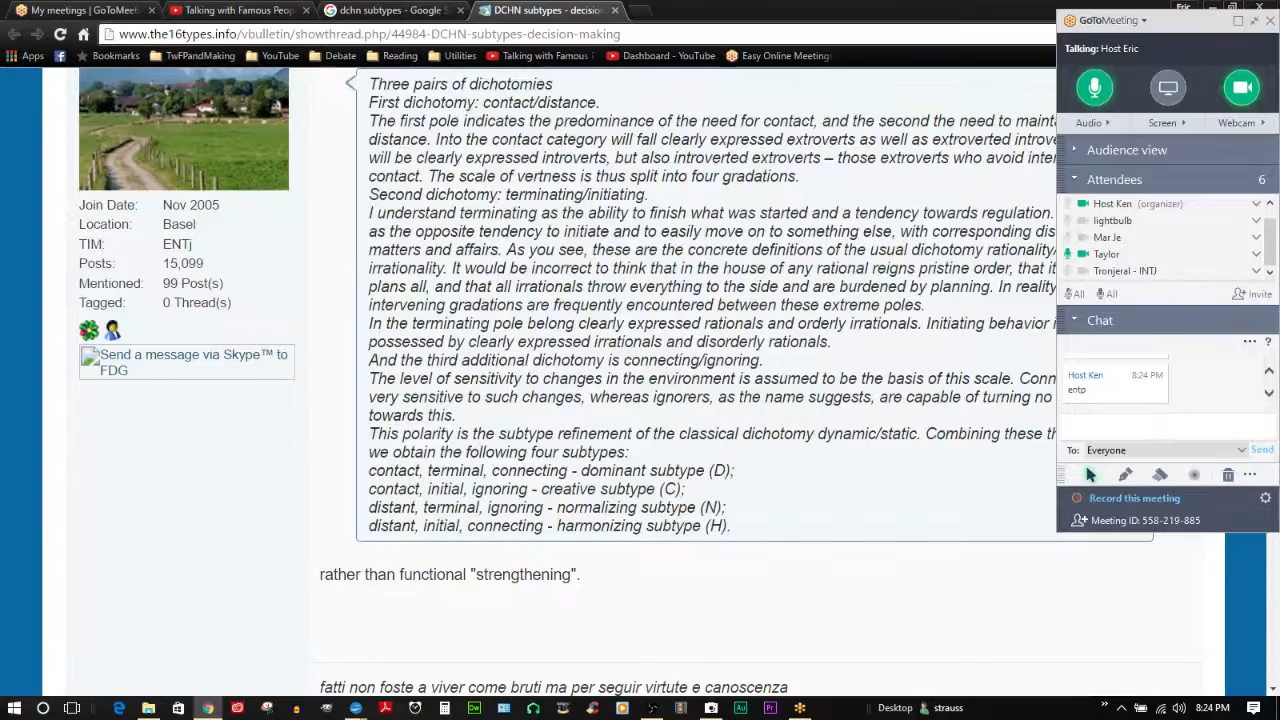 My meetings | GoToMee
Talking with Famous Peop
dchn subtypes - Google S
DCHN subtypes - decision
Eric
www.the16types.info/vbulletin/showthread.php/44984-DCHN-subtypes-decision-making
Apps
Bookmarks
TwFPandMaking
YouTube
Debate
Reading
Utilities
Talking with Famous
Dashboard - YouTube
Easy Online Meetings
Join Date: Nov 2005
Location: Basel
TIM: ENTj
Posts: 15,099
Mentioned: 99 Post(s)
Tagged: 0 Thread(s)
Send a message via Skype™ to
FDG
Three pairs of dichotomies
First dichotomy: contact/distance.
The first pole indicates the predominance of the need for contact, and the second the need to maint
distance. Into the contact category will fall clearly expressed extroverts as well as extroverted introve
will be clearly expressed introverts, but also introverted extroverts – those extroverts who avoid inter
contact. The scale of vertness is thus split into four gradations.
Second dichotomy: terminating/initiating.
I understand terminating as the ability to finish what was started and a tendency towards regulation.
as the opposite tendency to initiate and to easily move on to something else, with corresponding dis
matters and affairs. As you see, these are the concrete definitions of the usual dichotomy rationality/
irrationality. It would be incorrect to think that in the house of any rational reigns pristine order, that it
plans all, and that all irrationals throw everything to the side and are burdened by planning. In reality
intervening gradations are frequently encountered between these extreme poles.
In the terminating pole belong clearly expressed rationals and orderly irrationals. Initiating behavior i
possessed by clearly expressed irrationals and disorderly rationals.
And the third additional dichotomy is connecting/ignoring.
The level of sensitivity to changes in the environment is assumed to be the basis of this scale. Conn
very sensitive to such changes, whereas ignorers, as the name suggests, are capable of turning no
towards this.
This polarity is the subtype refinement of the classical dichotomy dynamic/static. Combining these th
we obtain the following four subtypes:
contact, terminal, connecting - dominant subtype (D);
contact, initial, ignoring - creative subtype (C);
distant, terminal, ignoring - normalizing subtype (N);
distant, initial, connecting - harmonizing subtype (H).
rather than functional "strengthening".
fatti non foste a viver come bruti ma per seguir virtute e canoscenza
GoToMeeting
Talking: Host Eric
Audio
Screen
Webcam
Audience view
Attendees 6
Host Ken (organizer)
lightbulb
Mar Je
Taylor
Tronjeral - INTJ
All
All
Invite
Chat
?
Host Ken 8:24 PM
entp
To: Everyone
Send
Record this meeting
Meeting ID: 558-219-885
Desktop
strauss
8:24 PM